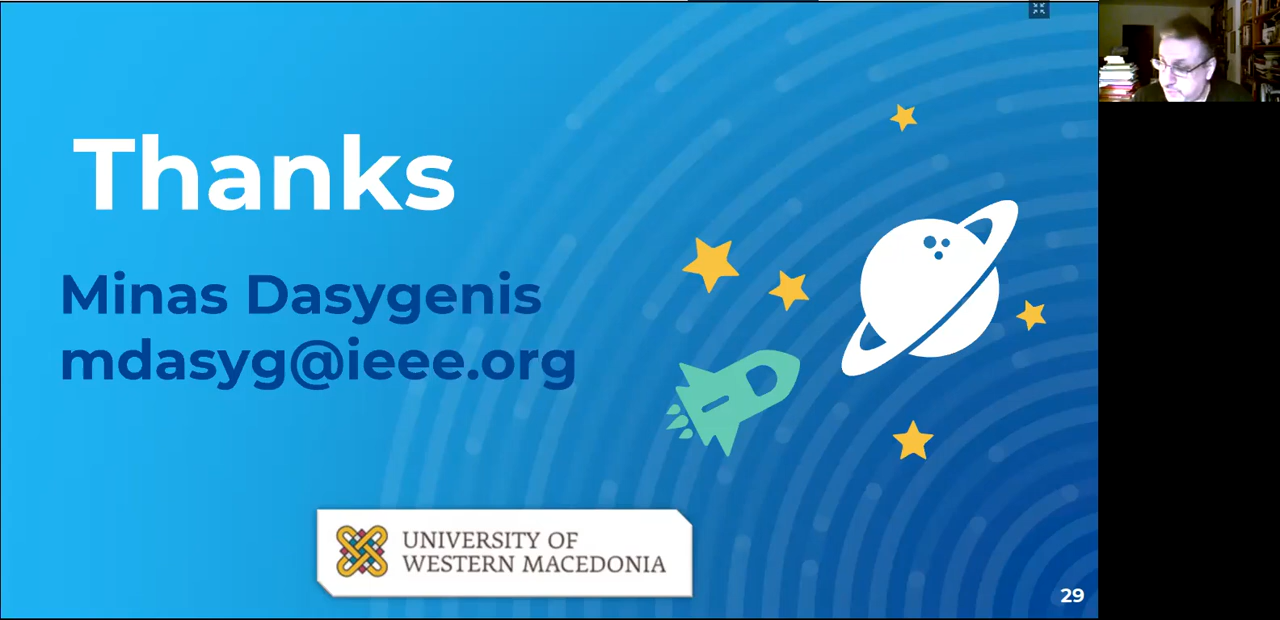 Thanks
Minas Dasygenis
mdasyg@ieee.org
UNIVERSITY OF
WESTERN MACEDONIA
29